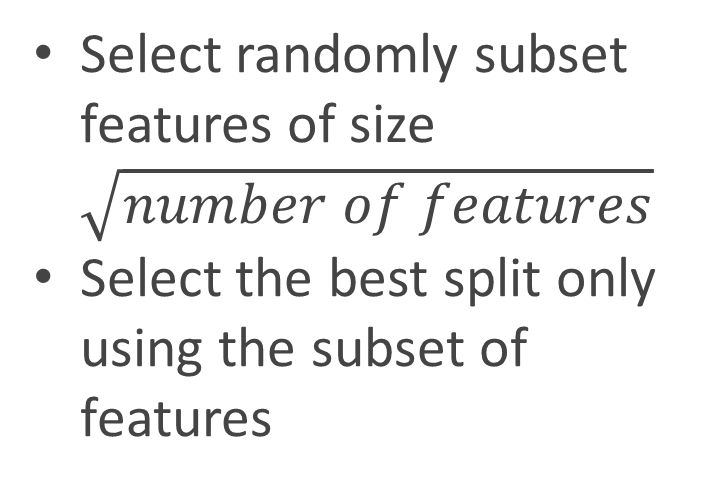 • Select randomly subset
features of size
√number of features
• Select the best split only
using the subset of
features